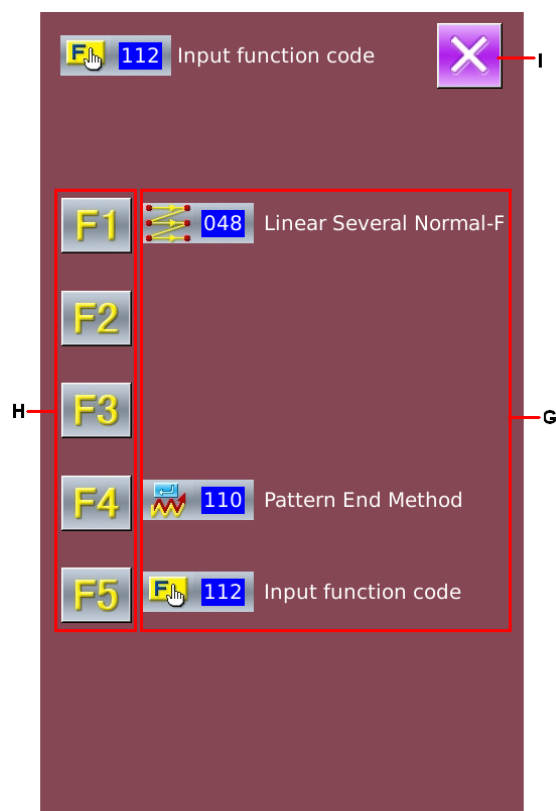 F 112 Input function code
I
F1 048 Linear Several Normal-F
F2
F3
H
G
F4 110 Pattern End Method
F5 F 112 Input function code